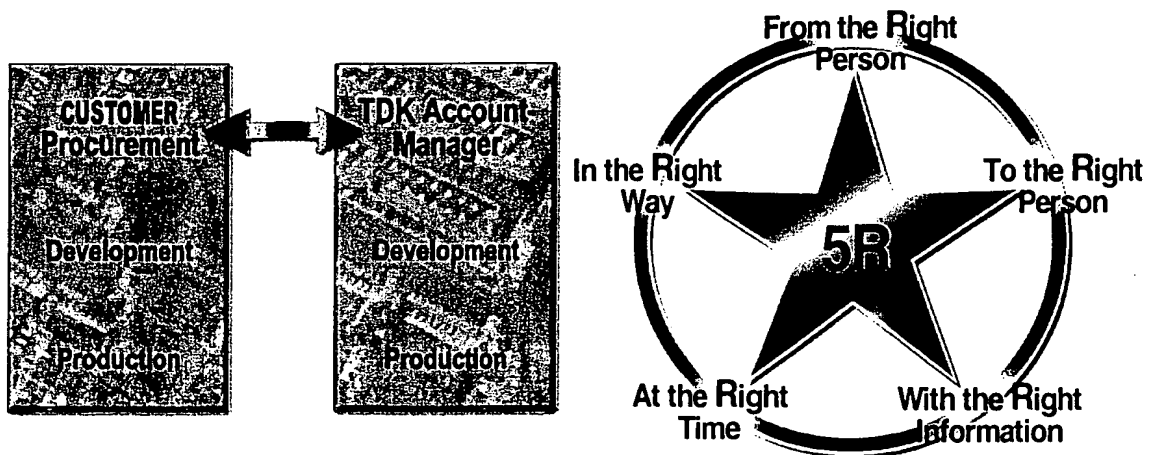 CUSTOMER
Procurement
Development
Production
TDK Account-
Manager
Development
Production
From the Right
Person
To the Right
Person
With the Right
Information
At the Right
Time
In the Right
Way
5R